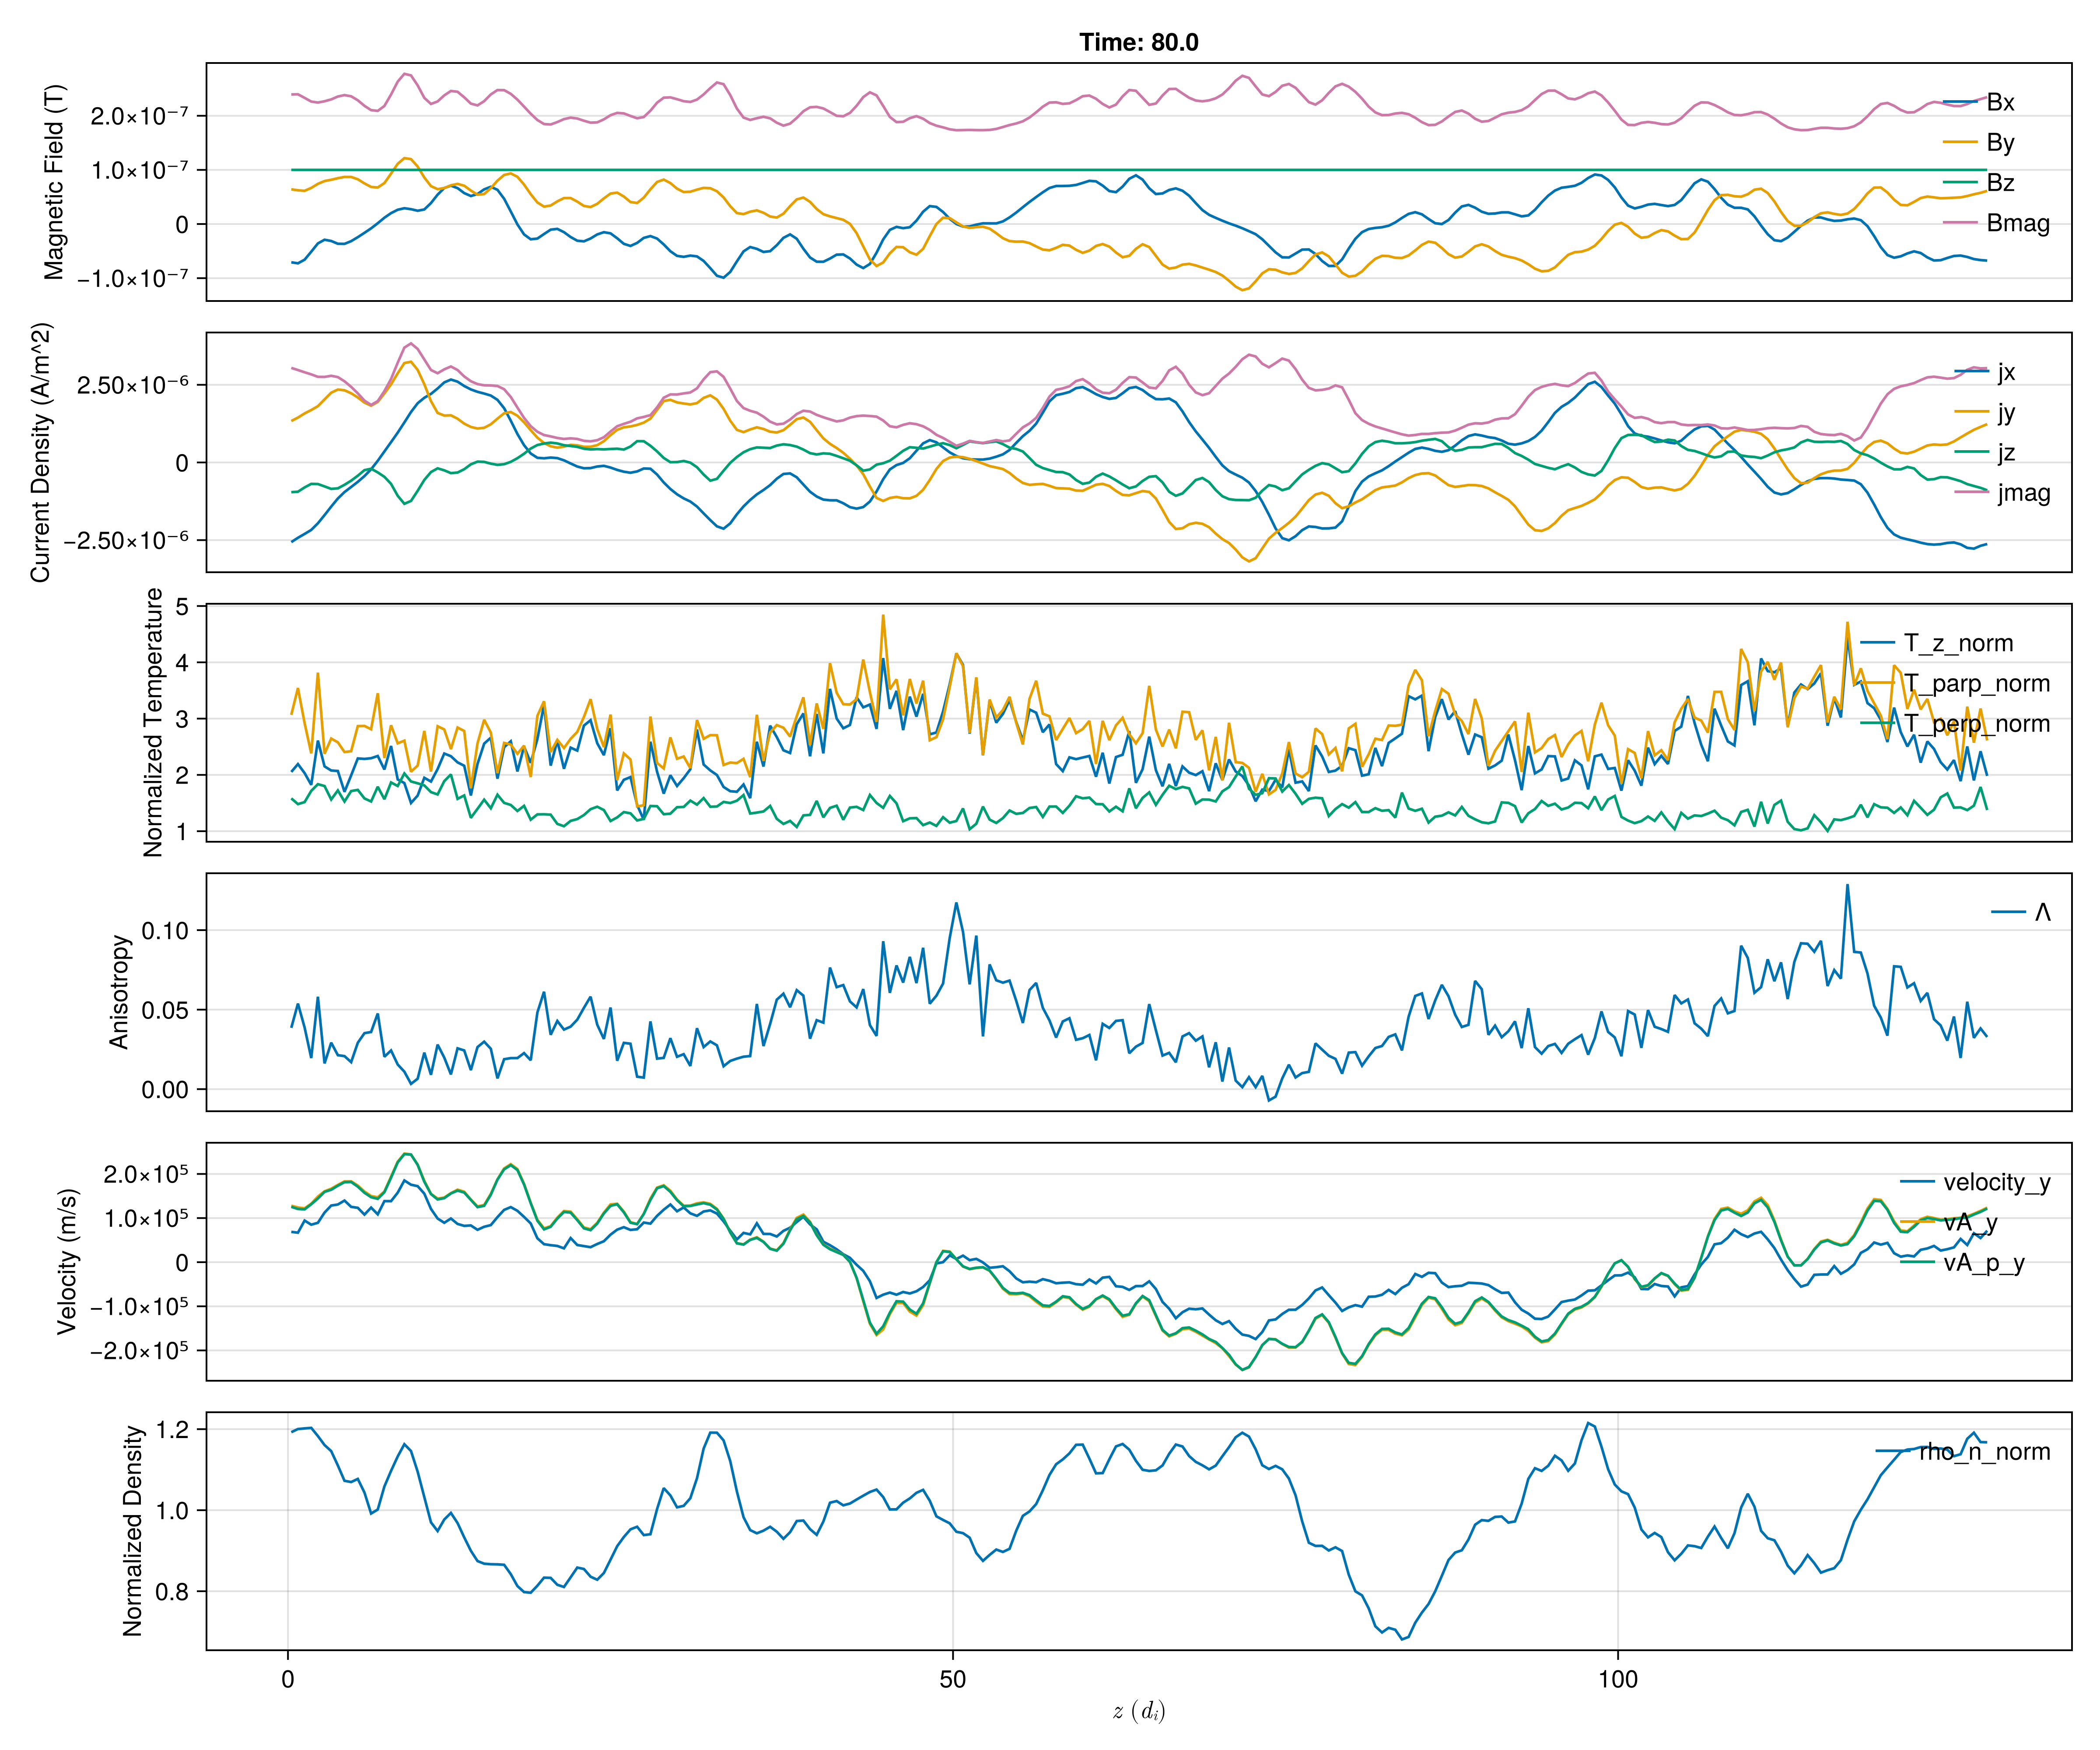 Time: 80.0
Magnetic Field (T)
2.0×10⁻⁷
1.0×10⁻⁷
0
−1.0×10⁻⁷
Bx
By
Bz
Bmag
Current Density (A/m^2)
2.50×10⁻⁶
0
−2.50×10⁻⁶
jx
jy
jz
jmag
Normalized Temperature
5
4
3
2
1
T_z_norm
T_parp_norm
T_perp_norm
Anisotropy
0.10
0.05
0.00
Λ
Velocity (m/s)
2.0×10⁵
1.0×10⁵
0
−1.0×10⁵
−2.0×10⁵
velocity_y
vA_y
vA_p_y
Normalized Density
1.2
1.0
0.8
rho_n_norm
0
50
100
z (dᵢ)